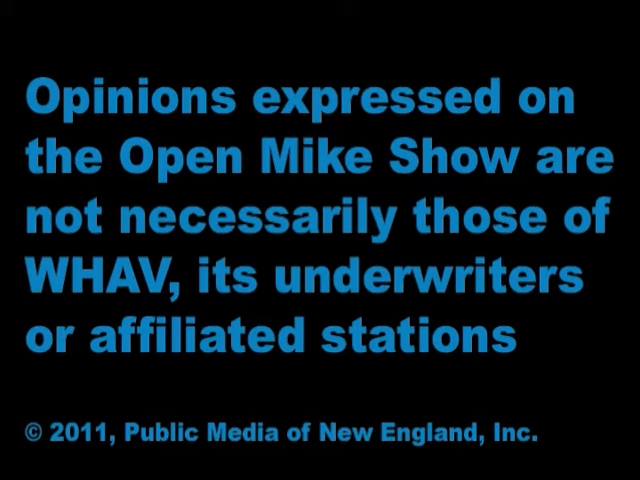 Opinions expressed on
the Open Mike Show are
not necessarily those of
WHAV, its underwriters
or affiliated stations
© 2011, Public Media of New England, Inc.